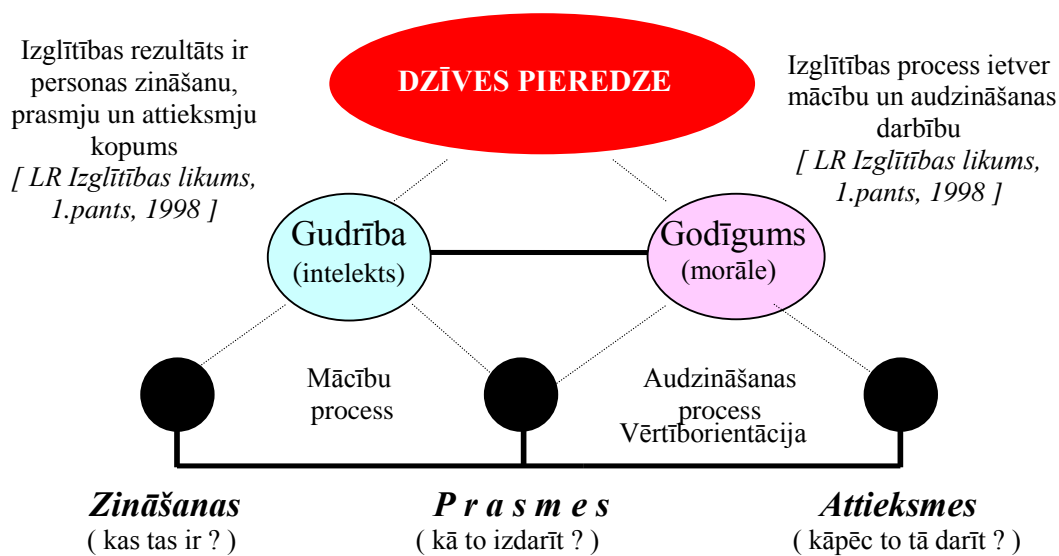 Izglītības rezultāts ir
personas zināšanu,
prasmju un attieksmju
kopums
[ LR Izglītības likums,
1.pants, 1998 ]
DZĪVES PIEREDZE
Izglītības process ietver
mācību un audzināšanas
darbību
[ LR Izglītības likums,
1.pants, 1998 ]
Gudrība
(intelekts)
Godīgums
(morāle)
Mācību
process
Audzināšanas
process
Vērtīborientācija
Zināšanas
( kas tas ir ? )
P r a s m e s
( kā to izdarīt ? )
Attieksmes
( kāpēc to tā darīt ? )